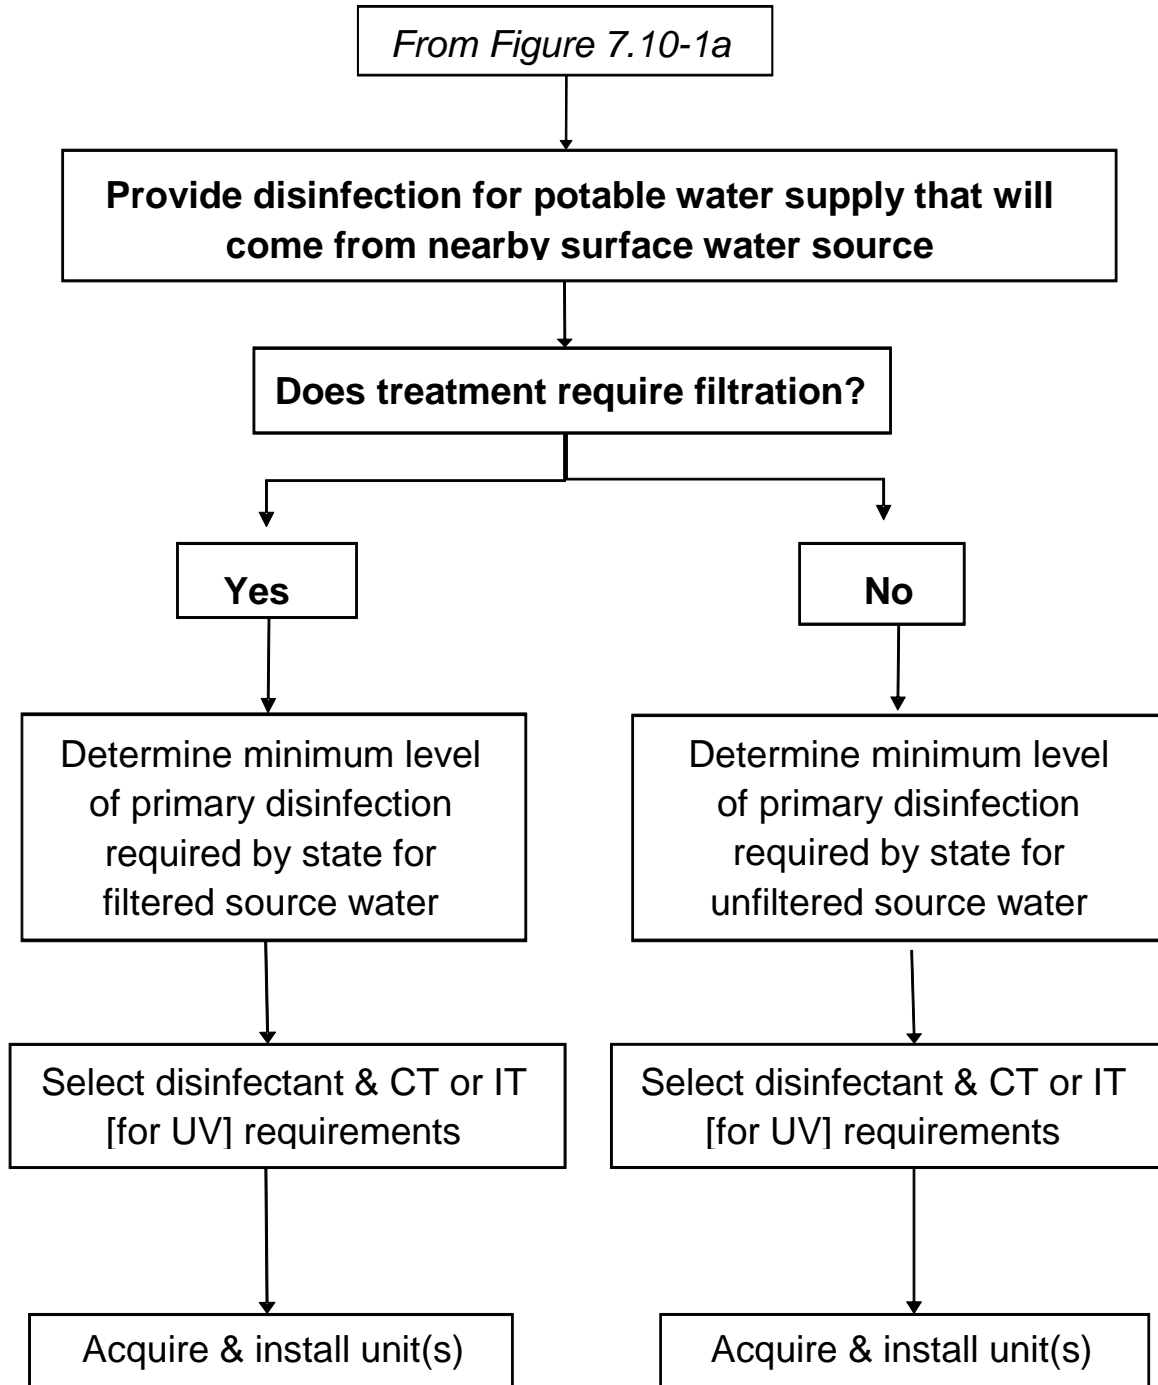 From Figure 7.10-1a
Provide disinfection for potable water supply that will
come from nearby surface water source
Does treatment require filtration?
Yes
No
Determine minimum level
of primary disinfection
required by state for
filtered source water
Determine minimum level
of primary disinfection
required by state for
unfiltered source water
Select disinfectant & CT or IT
[for UV] requirements
Select disinfectant & CT or IT
[for UV] requirements
Acquire & install unit(s)
Acquire & install unit(s)